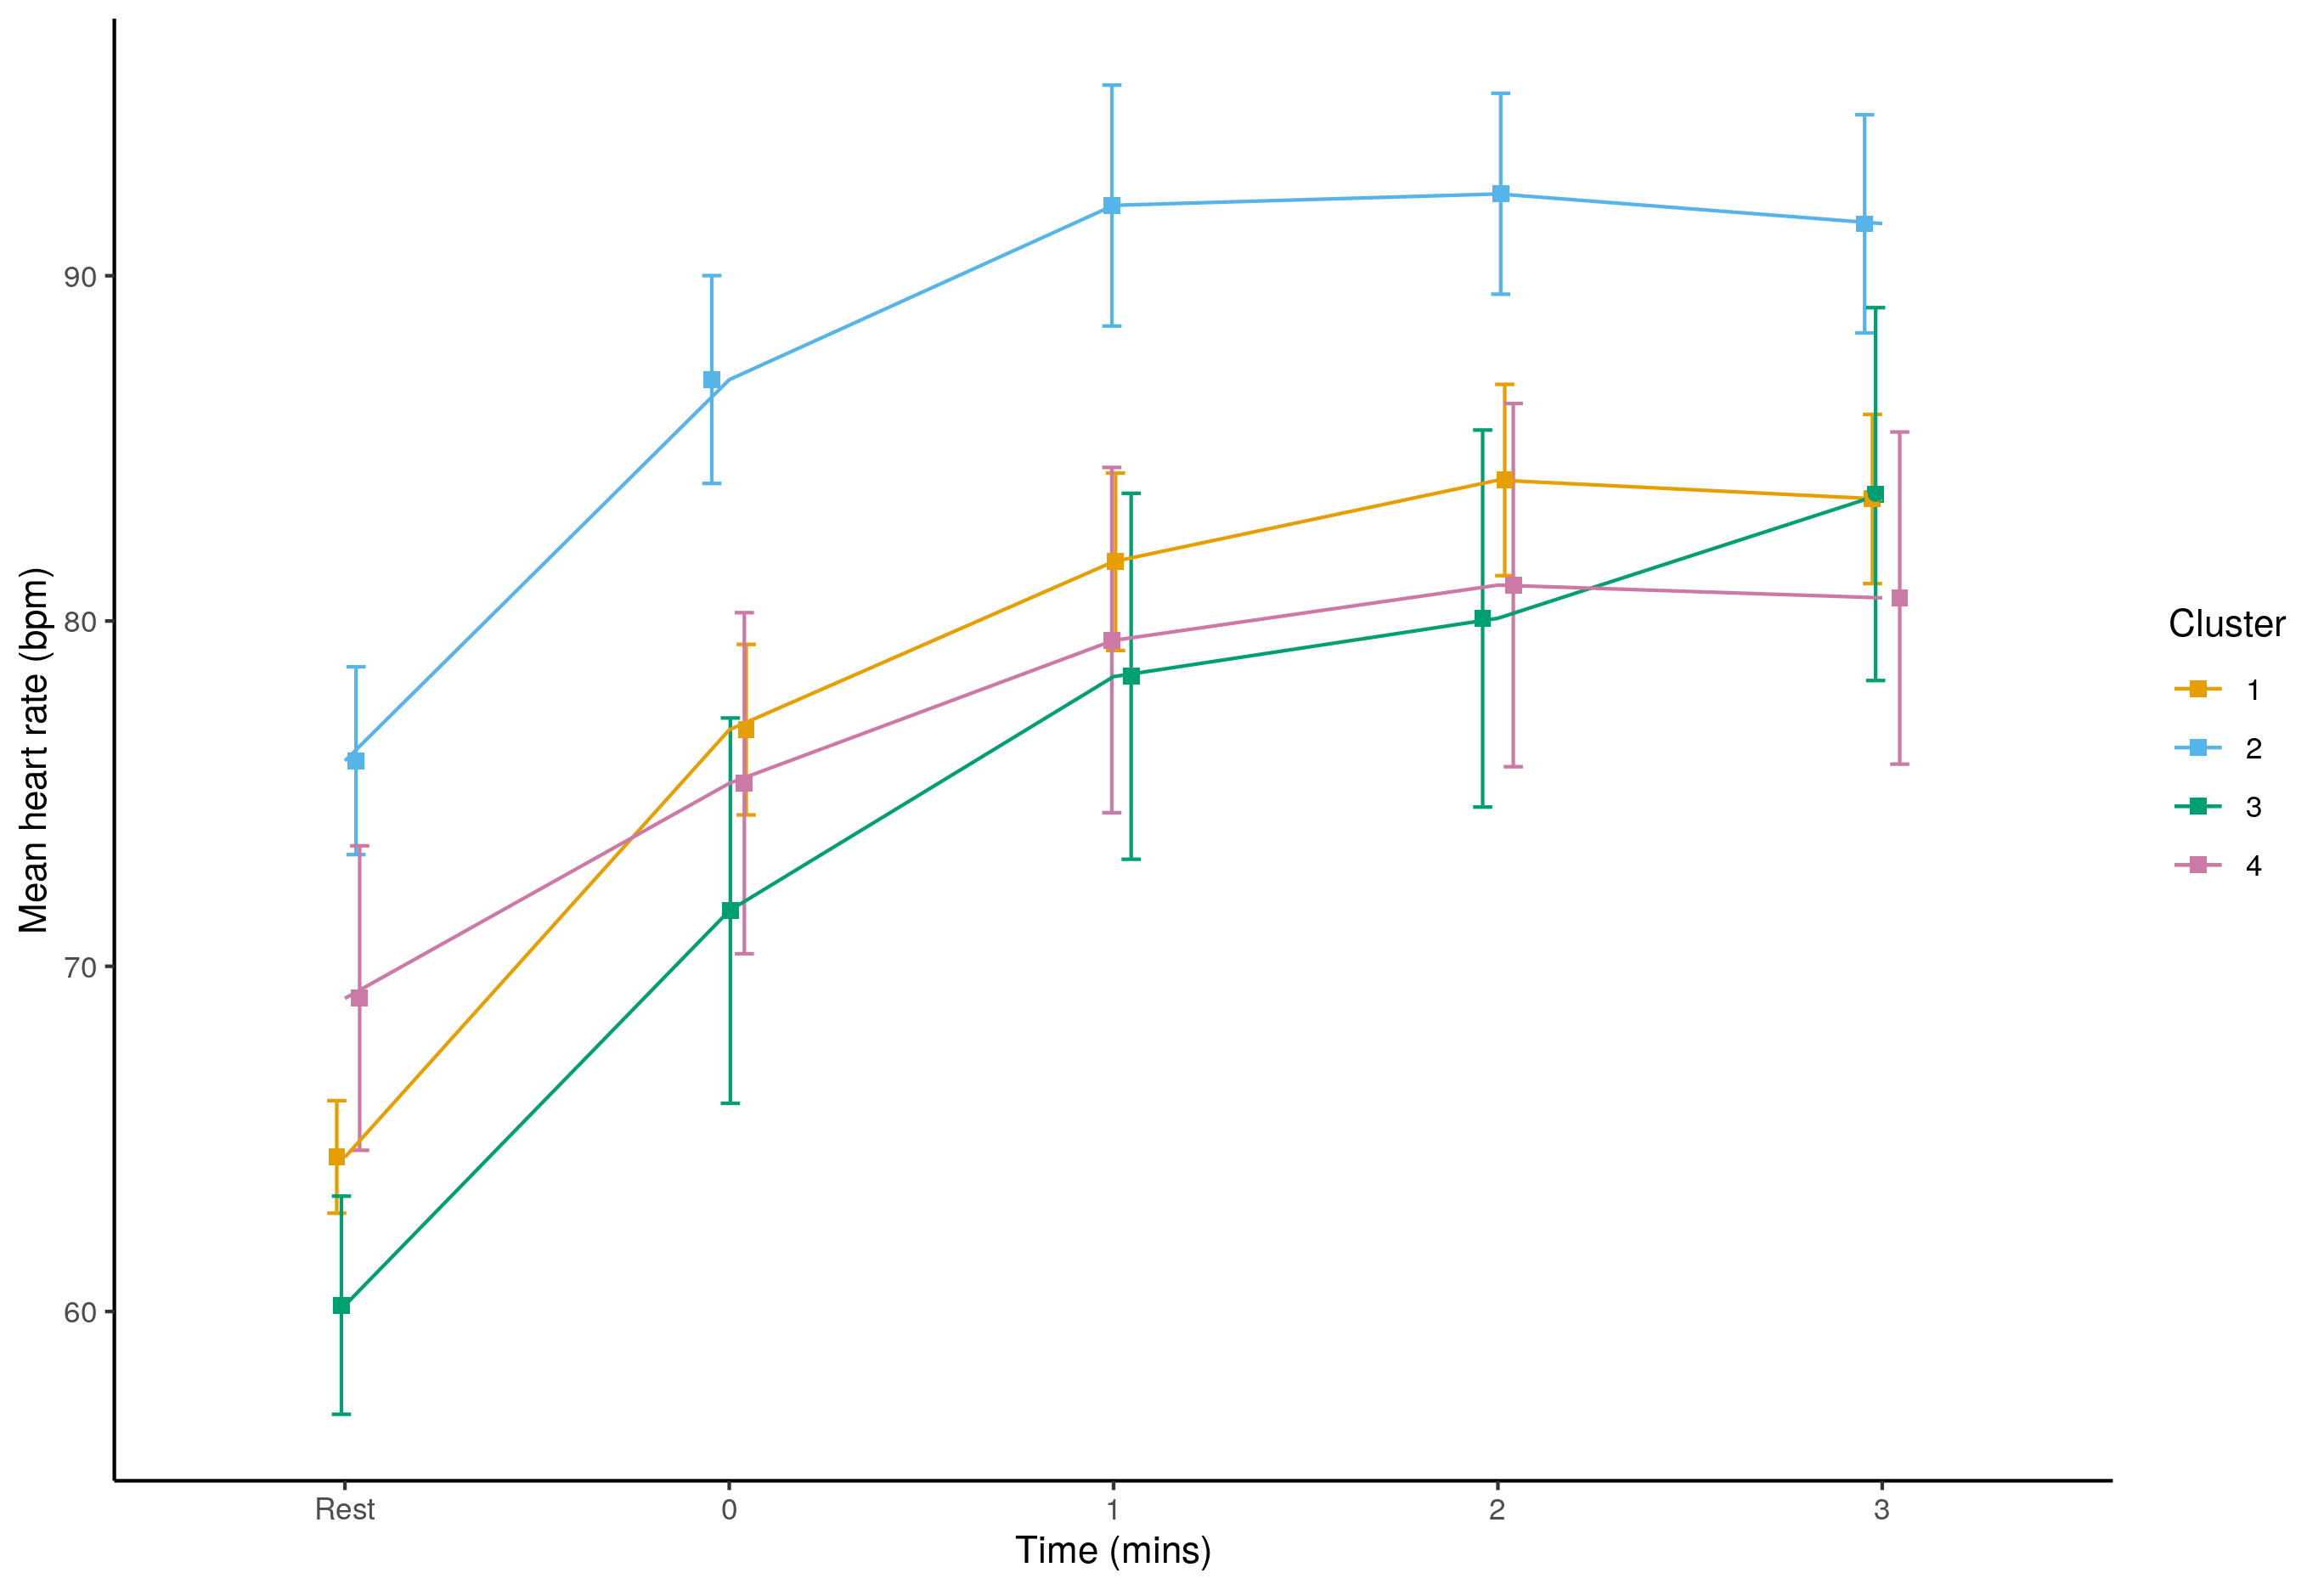 90
80
70
60
Mean heart rate (bpm)
Rest 0 1 2 3
Time (mins)
Cluster
1
2
3
4